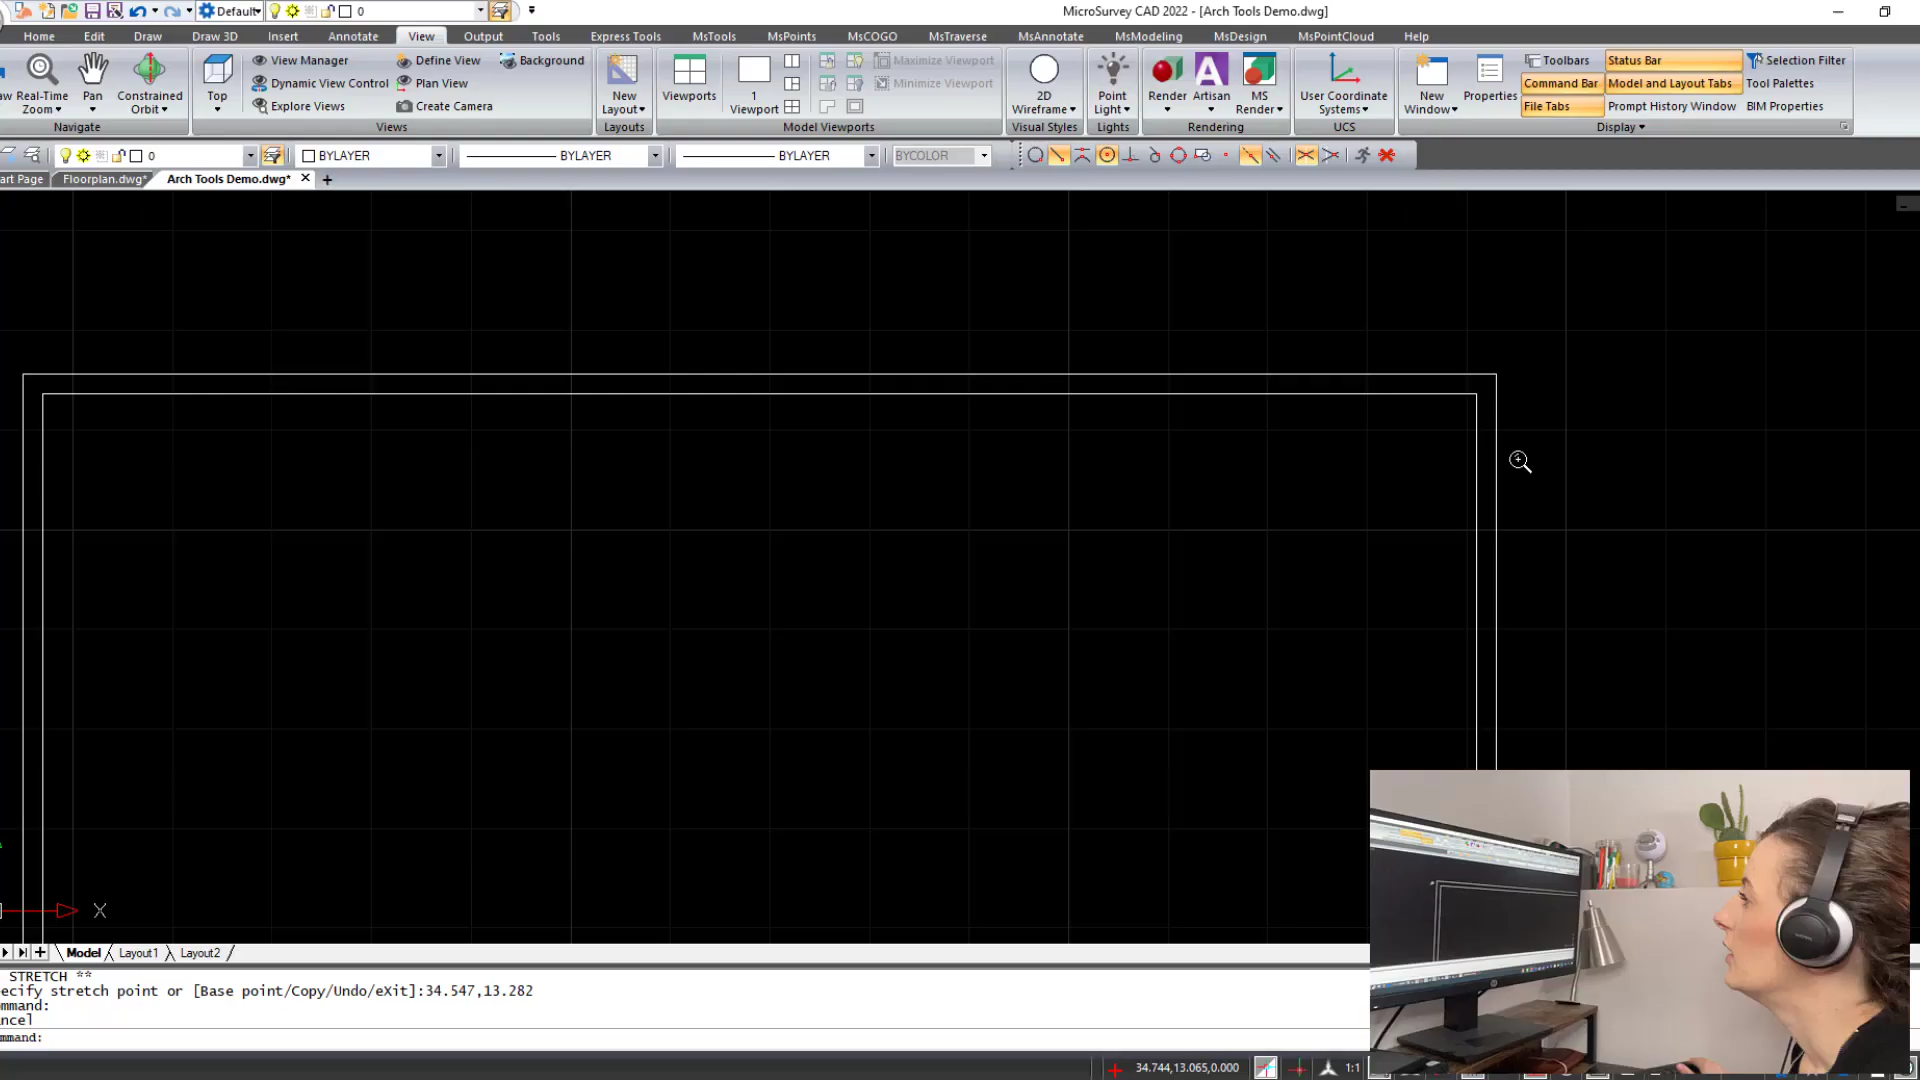 Default
0
MicroSurvey CAD 2022 - [Arch Tools Demo.dwg]
Home Edit Draw Draw 3D Insert Annotate View Output Tools Express Tools MsTools MsPoints MsCOGO MsTraverse MsAnnotate MsModeling MsDesign MsPointCloud Help
aw Real-Time Zoom
Pan
Constrained Orbit
Navigate
Top
View Manager
Dynamic View Control
Explore Views
Define View
Plan View
Create Camera
Background
Views
New Layout
Layouts
Viewports
1 Viewport
Maximize Viewport
Minimize Viewport
Model Viewports
2D Wireframe
Visual Styles
Point Light
Lights
Render
Artisan
MS Render
Rendering
User Coordinate Systems
UCS
New Window
Properties
Toolbars
Command Bar
File Tabs
Status Bar
Model and Layout Tabs
Prompt History Window
Selection Filter
Tool Palettes
BIM Properties
Display
0 BYLAYER BYLAYER BYLAYER BYCOLOR
art Page Floorplan.dwg* Arch Tools Demo.dwg*
X
Model Layout1 Layout2
STRETCH **
ecify stretch point or [Base point/Copy/Undo/eXit]:34.547,13.282
ommand:
ancel
mmand:
34.744,13.065,0.000 1:1